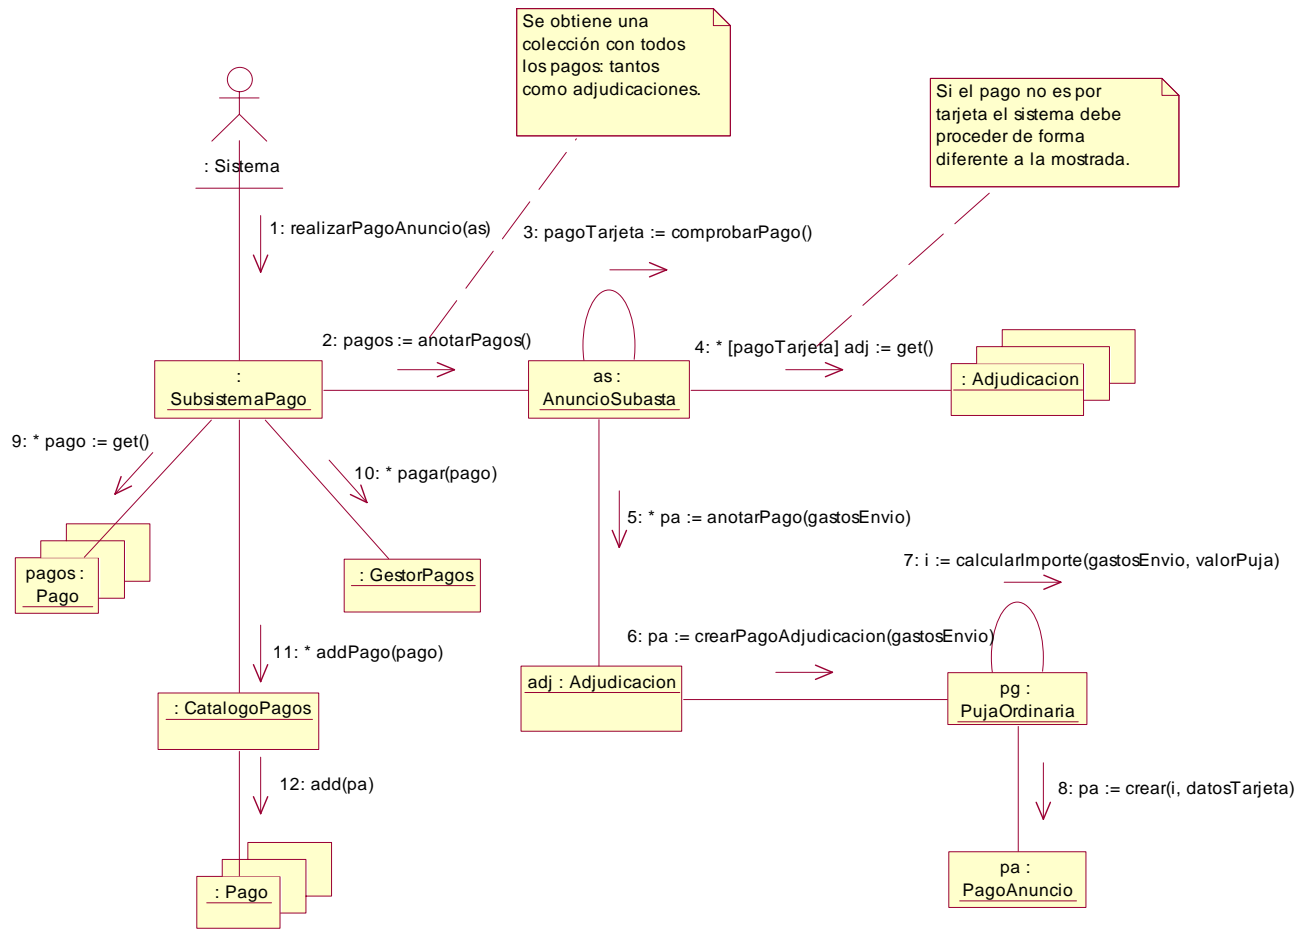 Se obtiene una
colección con todos
los pagos: tantos
como adjudicaciones.
Si el pago no es por
tarjeta el sistema debe
proceder de forma
diferente a la mostrada.
: Sistema
1: realizarPagoAnuncio(as)
3: pagoTarjeta := comprobarPago()
2: pagos := anotarPagos()
4: * [pagoTarjeta] adj := get()
:
SubsistemaPago
as :
AnuncioSubasta
: Adjudicacion
9: * pago := get()
10: * pagar(pago)
5: * pa := anotarPago(gastosEnvio)
7: i := calcularImporte(gastosEnvio, valorPuja)
pagos :
Pago
: GestorPagos
6: pa := crearPagoAdjudicacion(gastosEnvio)
11: * addPago(pago)
adj : Adjudicacion
pg :
PujaOrdinaria
: CatalogoPagos
12: add(pa)
8: pa := crear(i, datosTarjeta)
: Pago
pa :
PagoAnuncio